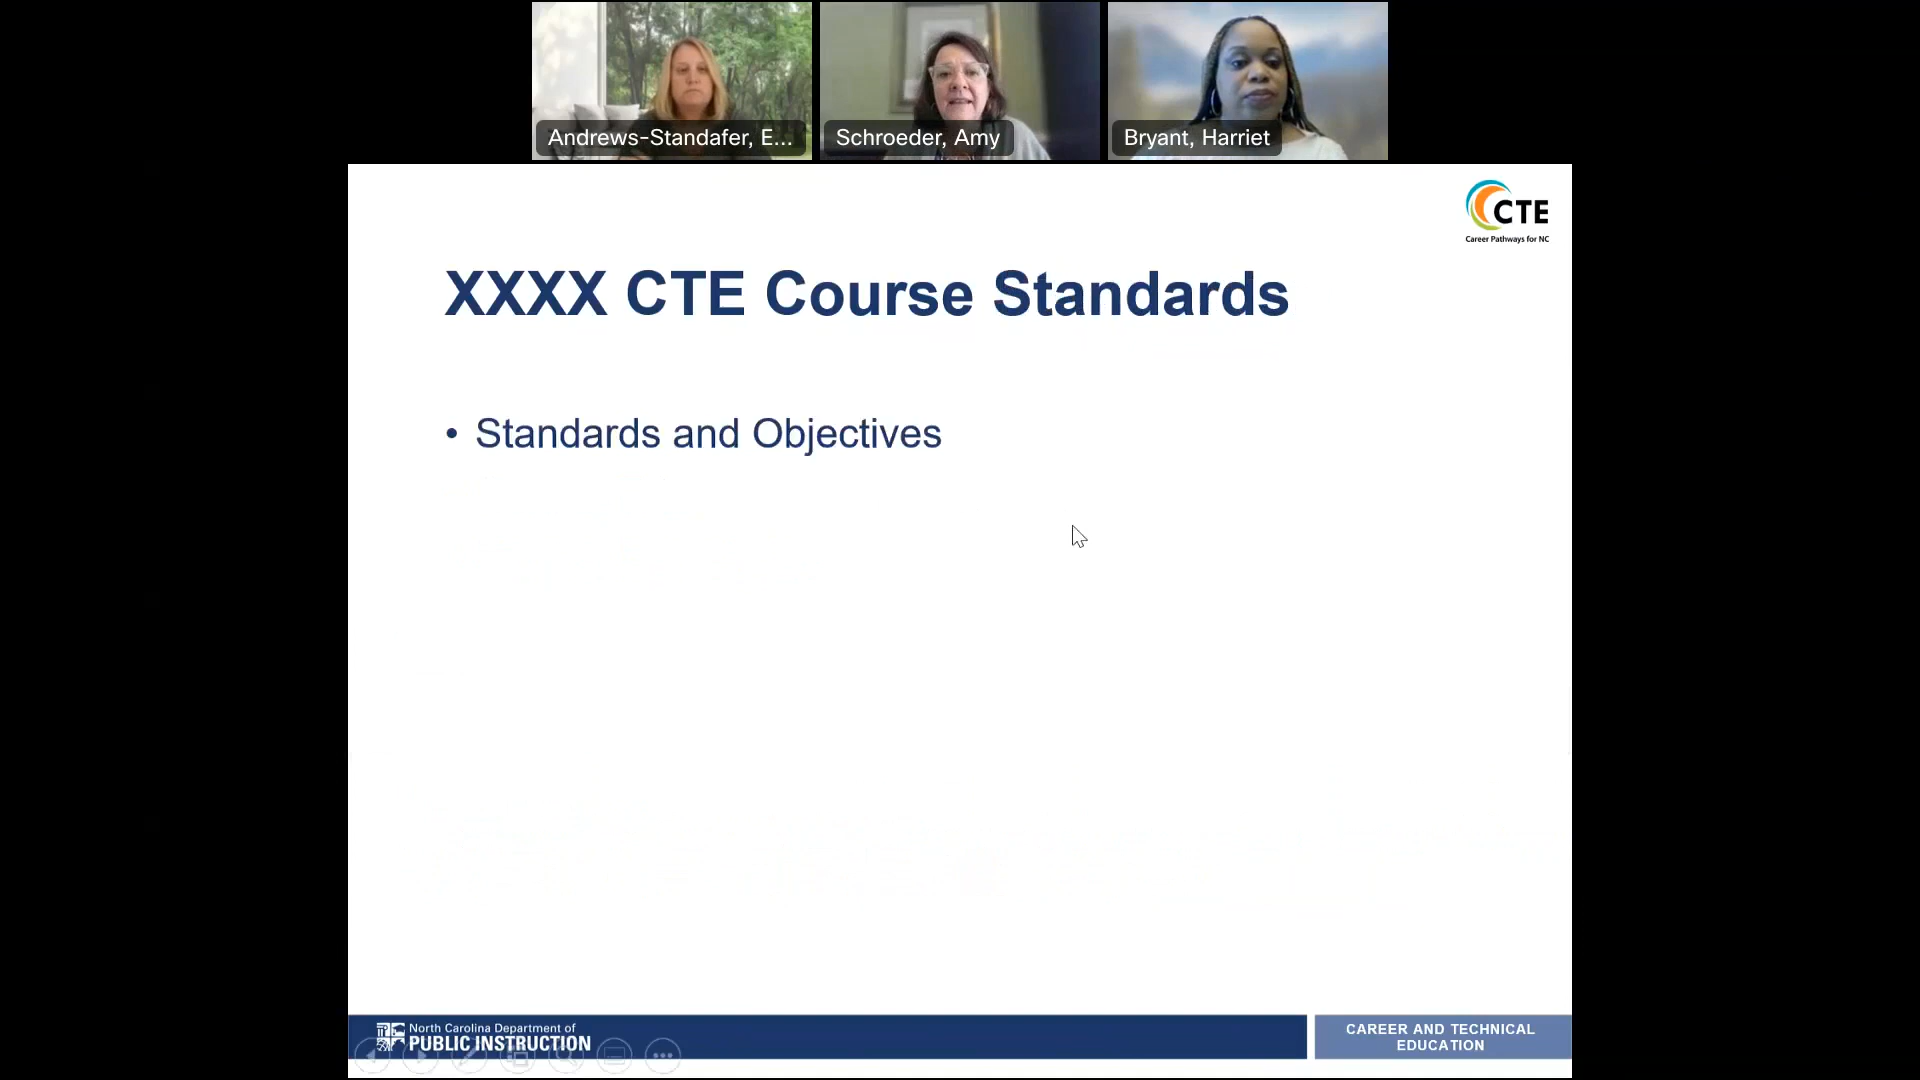 Andrews-Standafer, E...
Schroeder, Amy
Bryant, Harriet
CTE
Career Pathways for NC
XXXX CTE Course Standards
• Standards and Objectives
North Carolina Department of
PUBLIC INSTRUCTION
CAREER AND TECHNICAL
EDUCATION